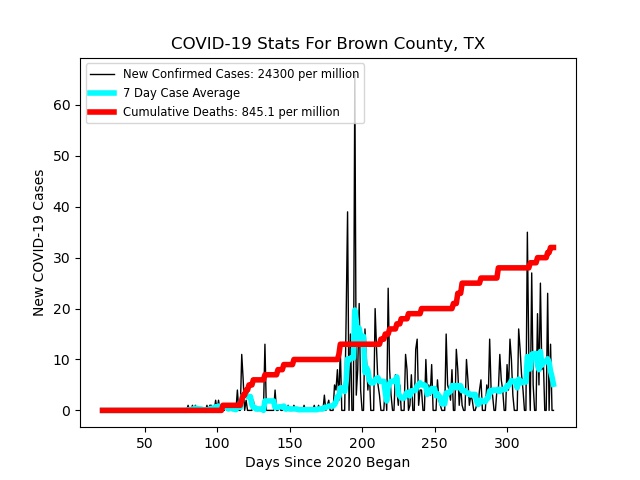 COVID-19 Stats For Brown County, TX
New Confirmed Cases: 24300 per million
7 Day Case Average
Cumulative Deaths: 845.1 per million
New COVID-19 Cases
60
50
40
30
20
10
0
50
100
150
200
250
300
Days Since 2020 Began